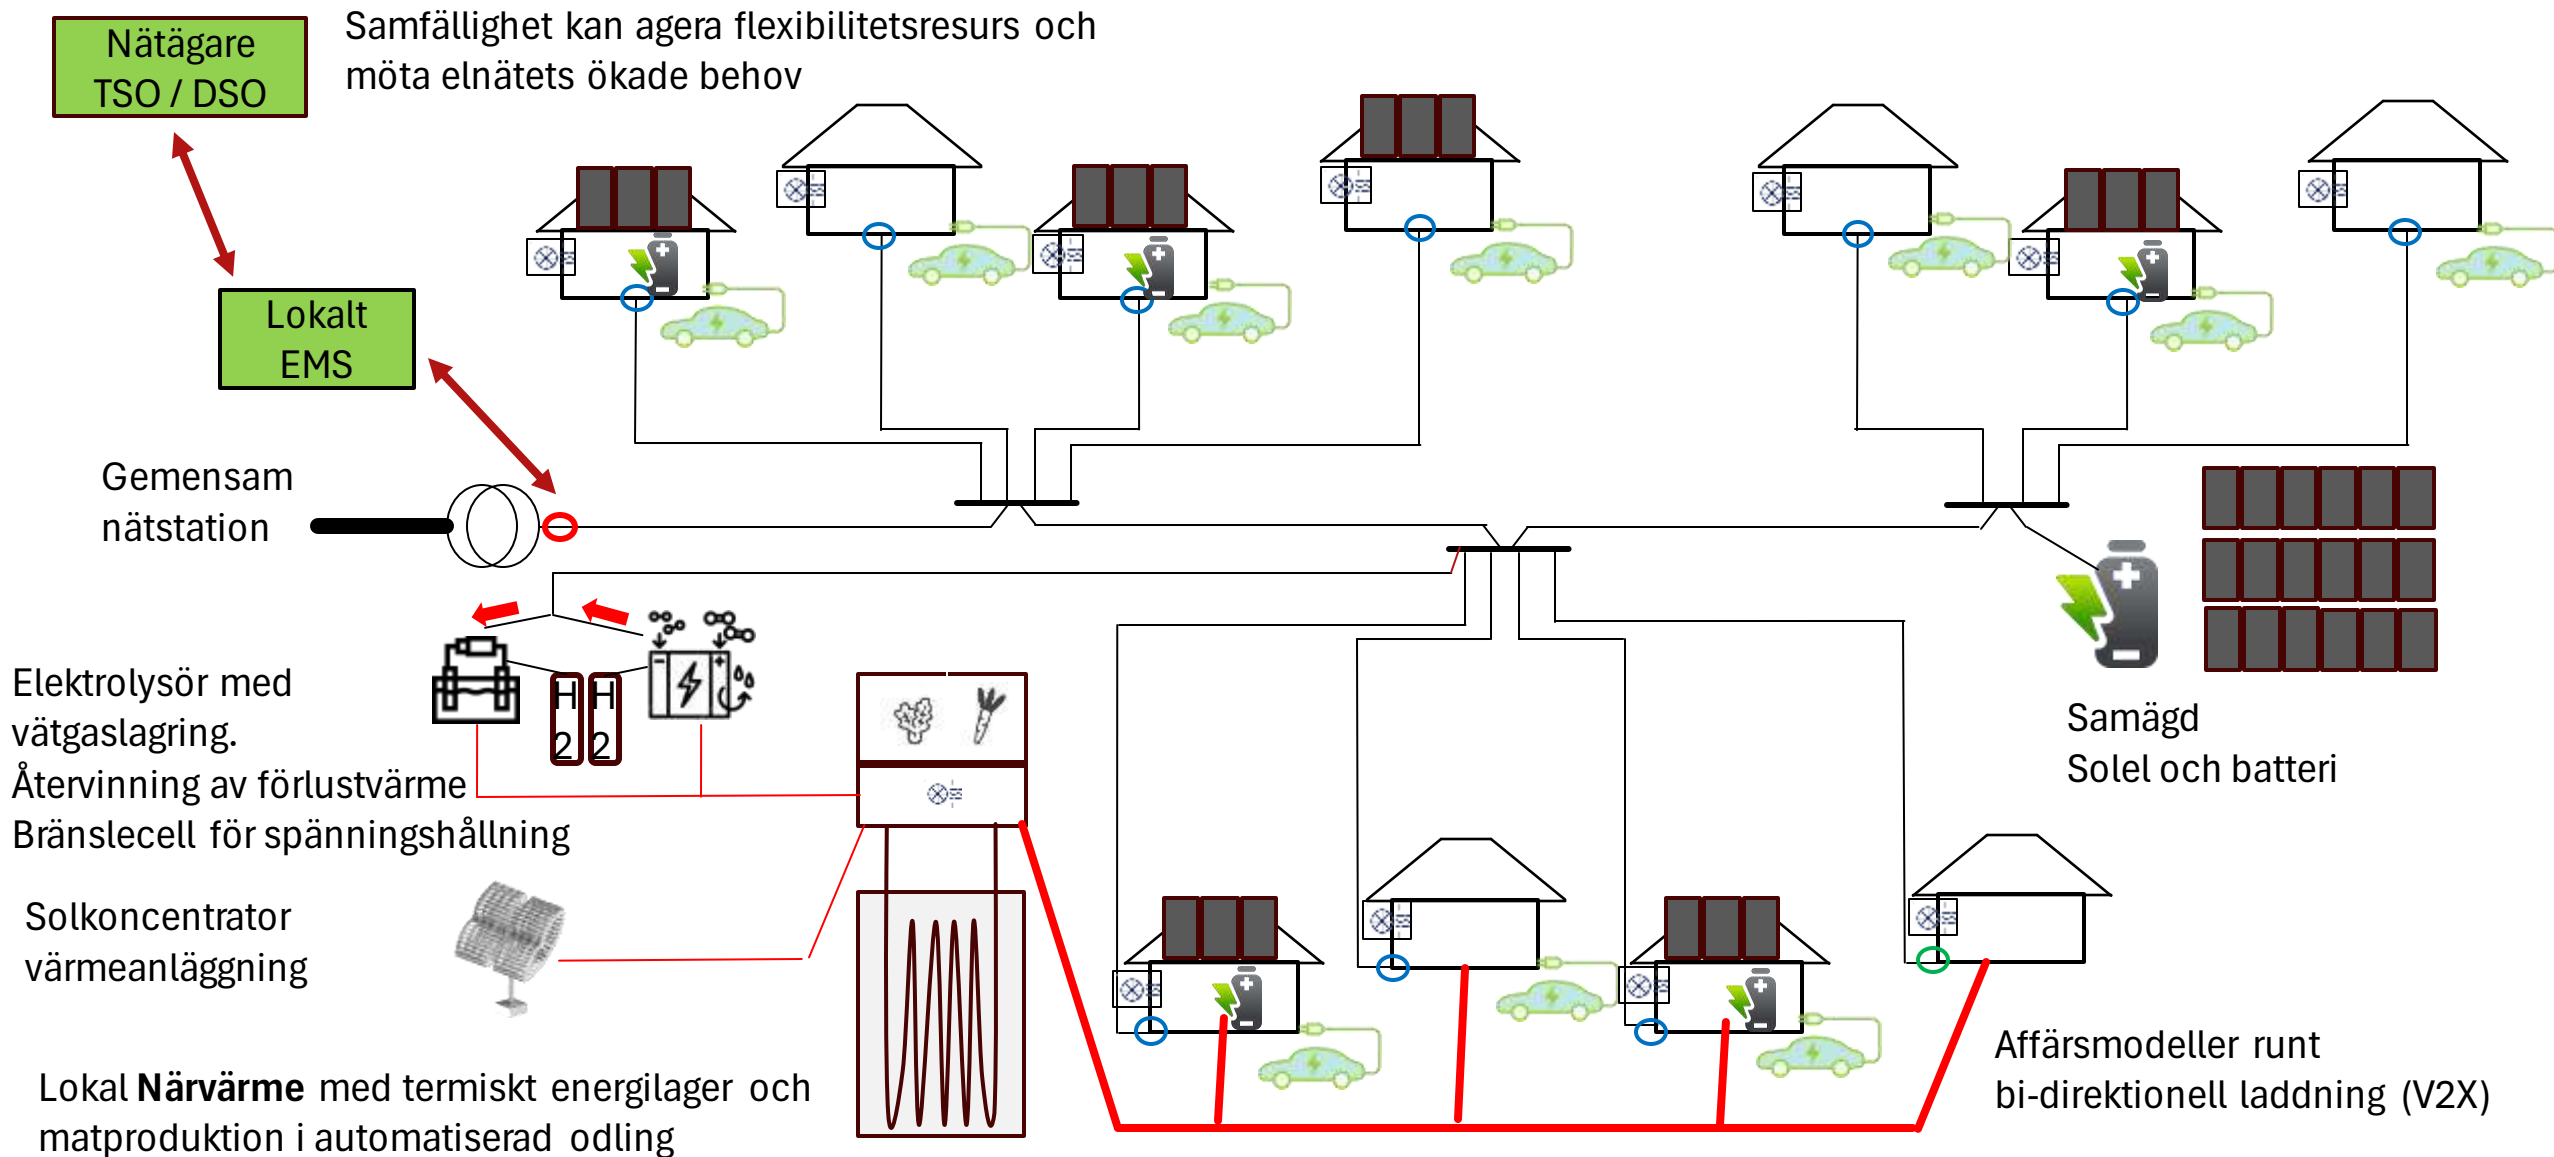 Nätägare
TSO / DSO
Samfällighet kan agera flexibilitetsresurs och
möta elnätets ökade behov
Lokalt
EMS
Gemensam
nätstation
Elektrolysör med
vätgaslagring.
Återvinning av förlustvärme
Bränslecell för spänningshållning
H
2
H
2
Samägd
Solel och batteri
Solkoncentrator
värmeanläggning
Lokal Närvärme med termiskt energilager och
matproduktion i automatiserad odling
Affärsmodeller runt
bi-direktionell laddning (V2X)